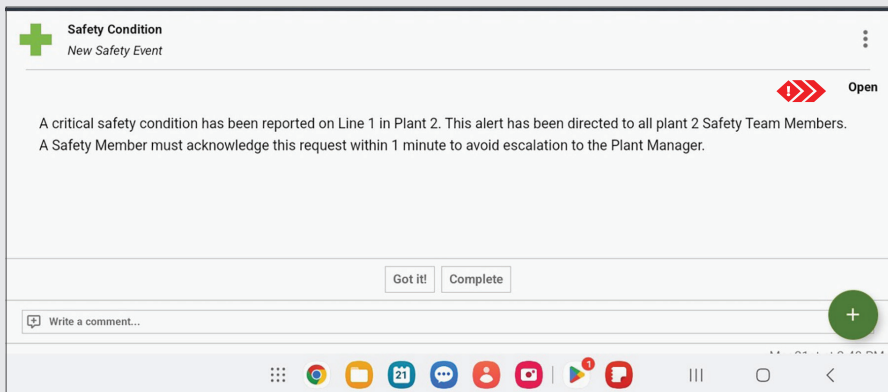 Safety Condition
New Safety Event
Open
A critical safety condition has been reported on Line 1 in Plant 2. This alert has been directed to all plant 2 Safety Team Members.
A Safety Member must acknowledge this request within 1 minute to avoid escalation to the Plant Manager.
Got it! Complete
Write a comment...
21
1